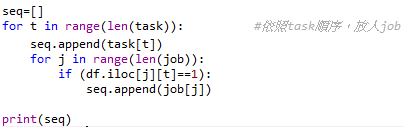 seq=[]
for t in range(len(task)):          #依照task順序，放入job
    seq.append(task[t])
    for j in range(len(job)):
        if (df.iloc[j][t]==1):
            seq.append(job[j])
print(seq)